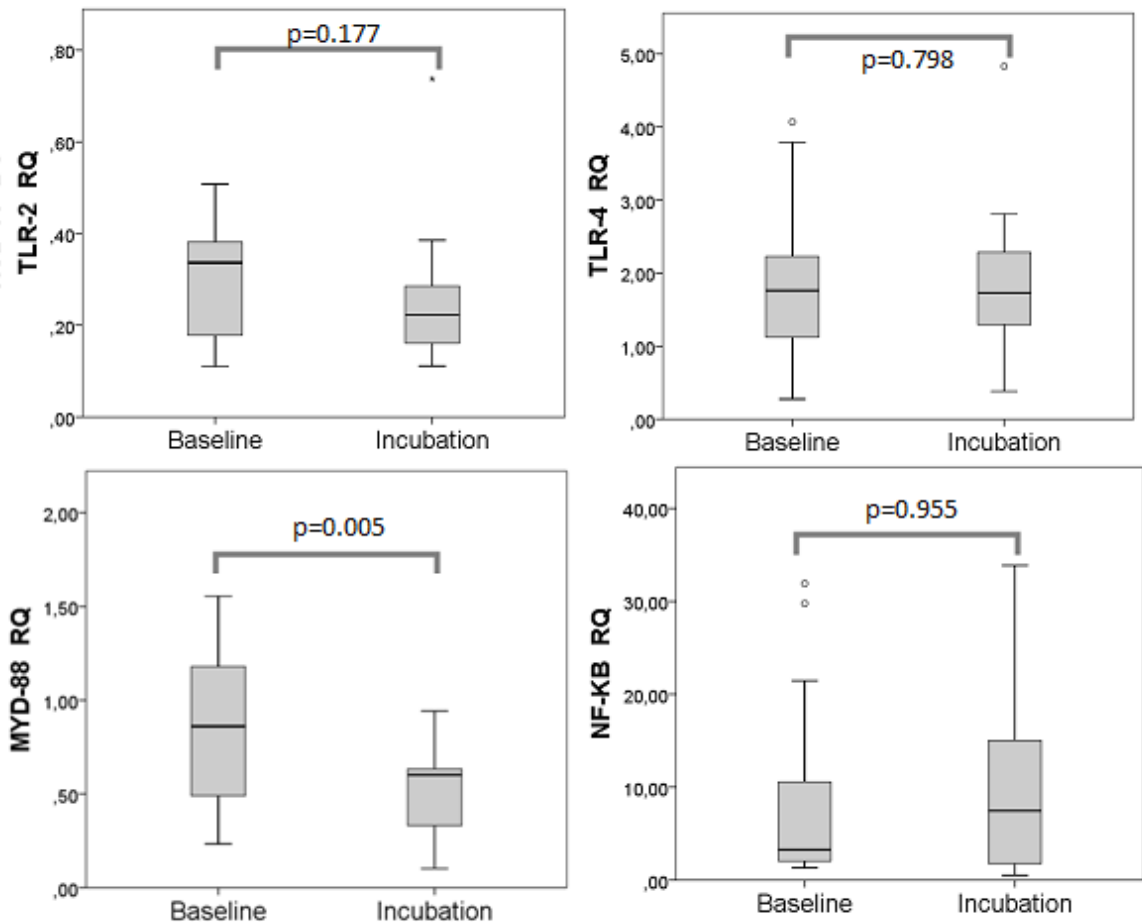 p=0.177
,80
,60
,40
,20
,00
TLR-2 RQ
Baseline
Incubation
p=0.798
5,00
4,00
3,00
2,00
1,00
,00
TLR-4 RQ
Baseline
Incubation
p=0.005
2,00
1,50
1,00
,50
,00
MYD-88 RQ
Baseline
Incubation
p=0.955
40,00
30,00
20,00
10,00
,00
NF-KB RQ
Baseline
Incubation